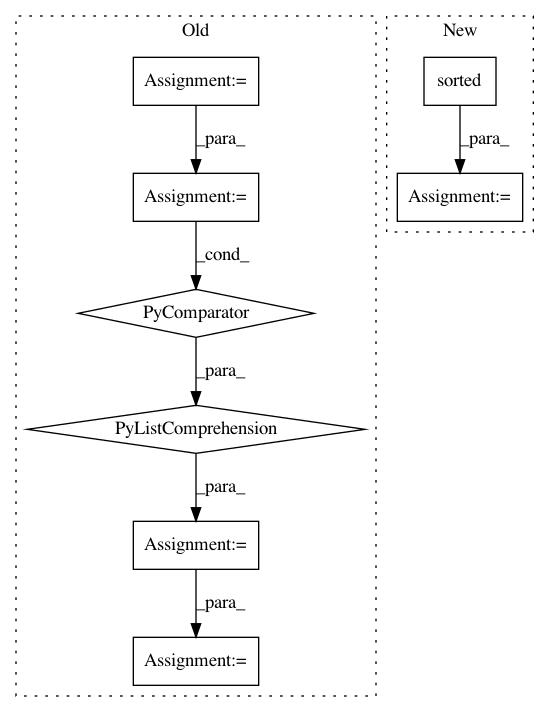 Old
New
Assignment:=
sorted
_para_
_para_
Assignment:=
Assignment:=
_cond_
PyComparator
_para_
PyListComprehension
_para_
Assignment:=
_para_
Assignment:=